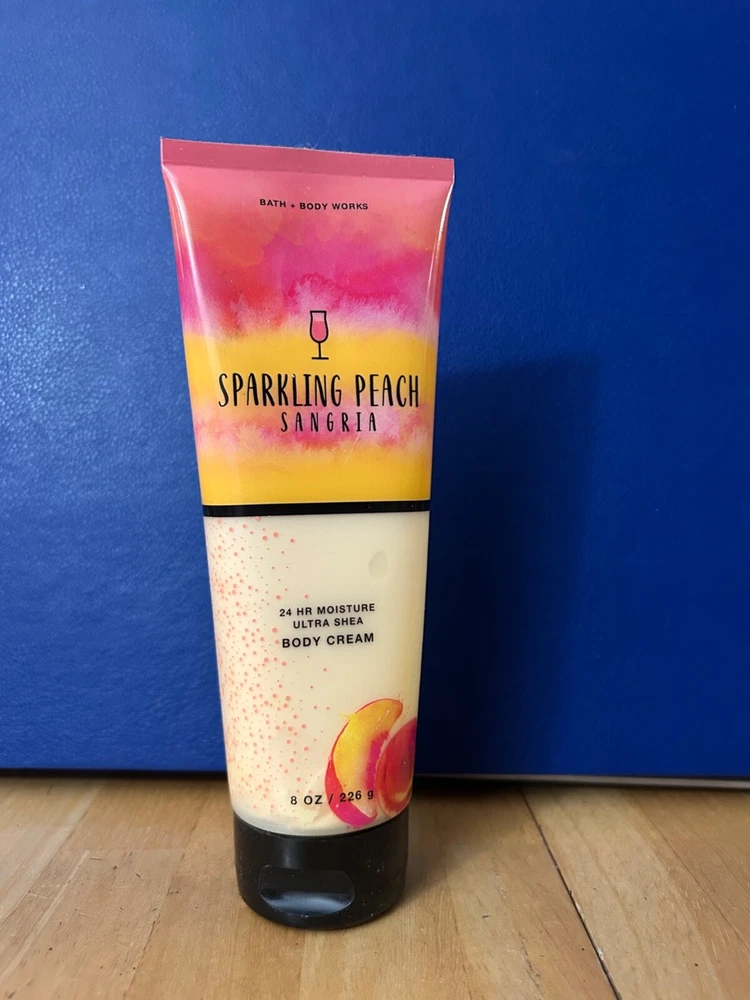 BATH + BODY WORKS
SPARKLING PEACH
SANGRIA
24 HR MOISTURE
ULTRA SHEA
BODY CREAM
8 OZ / 226 g